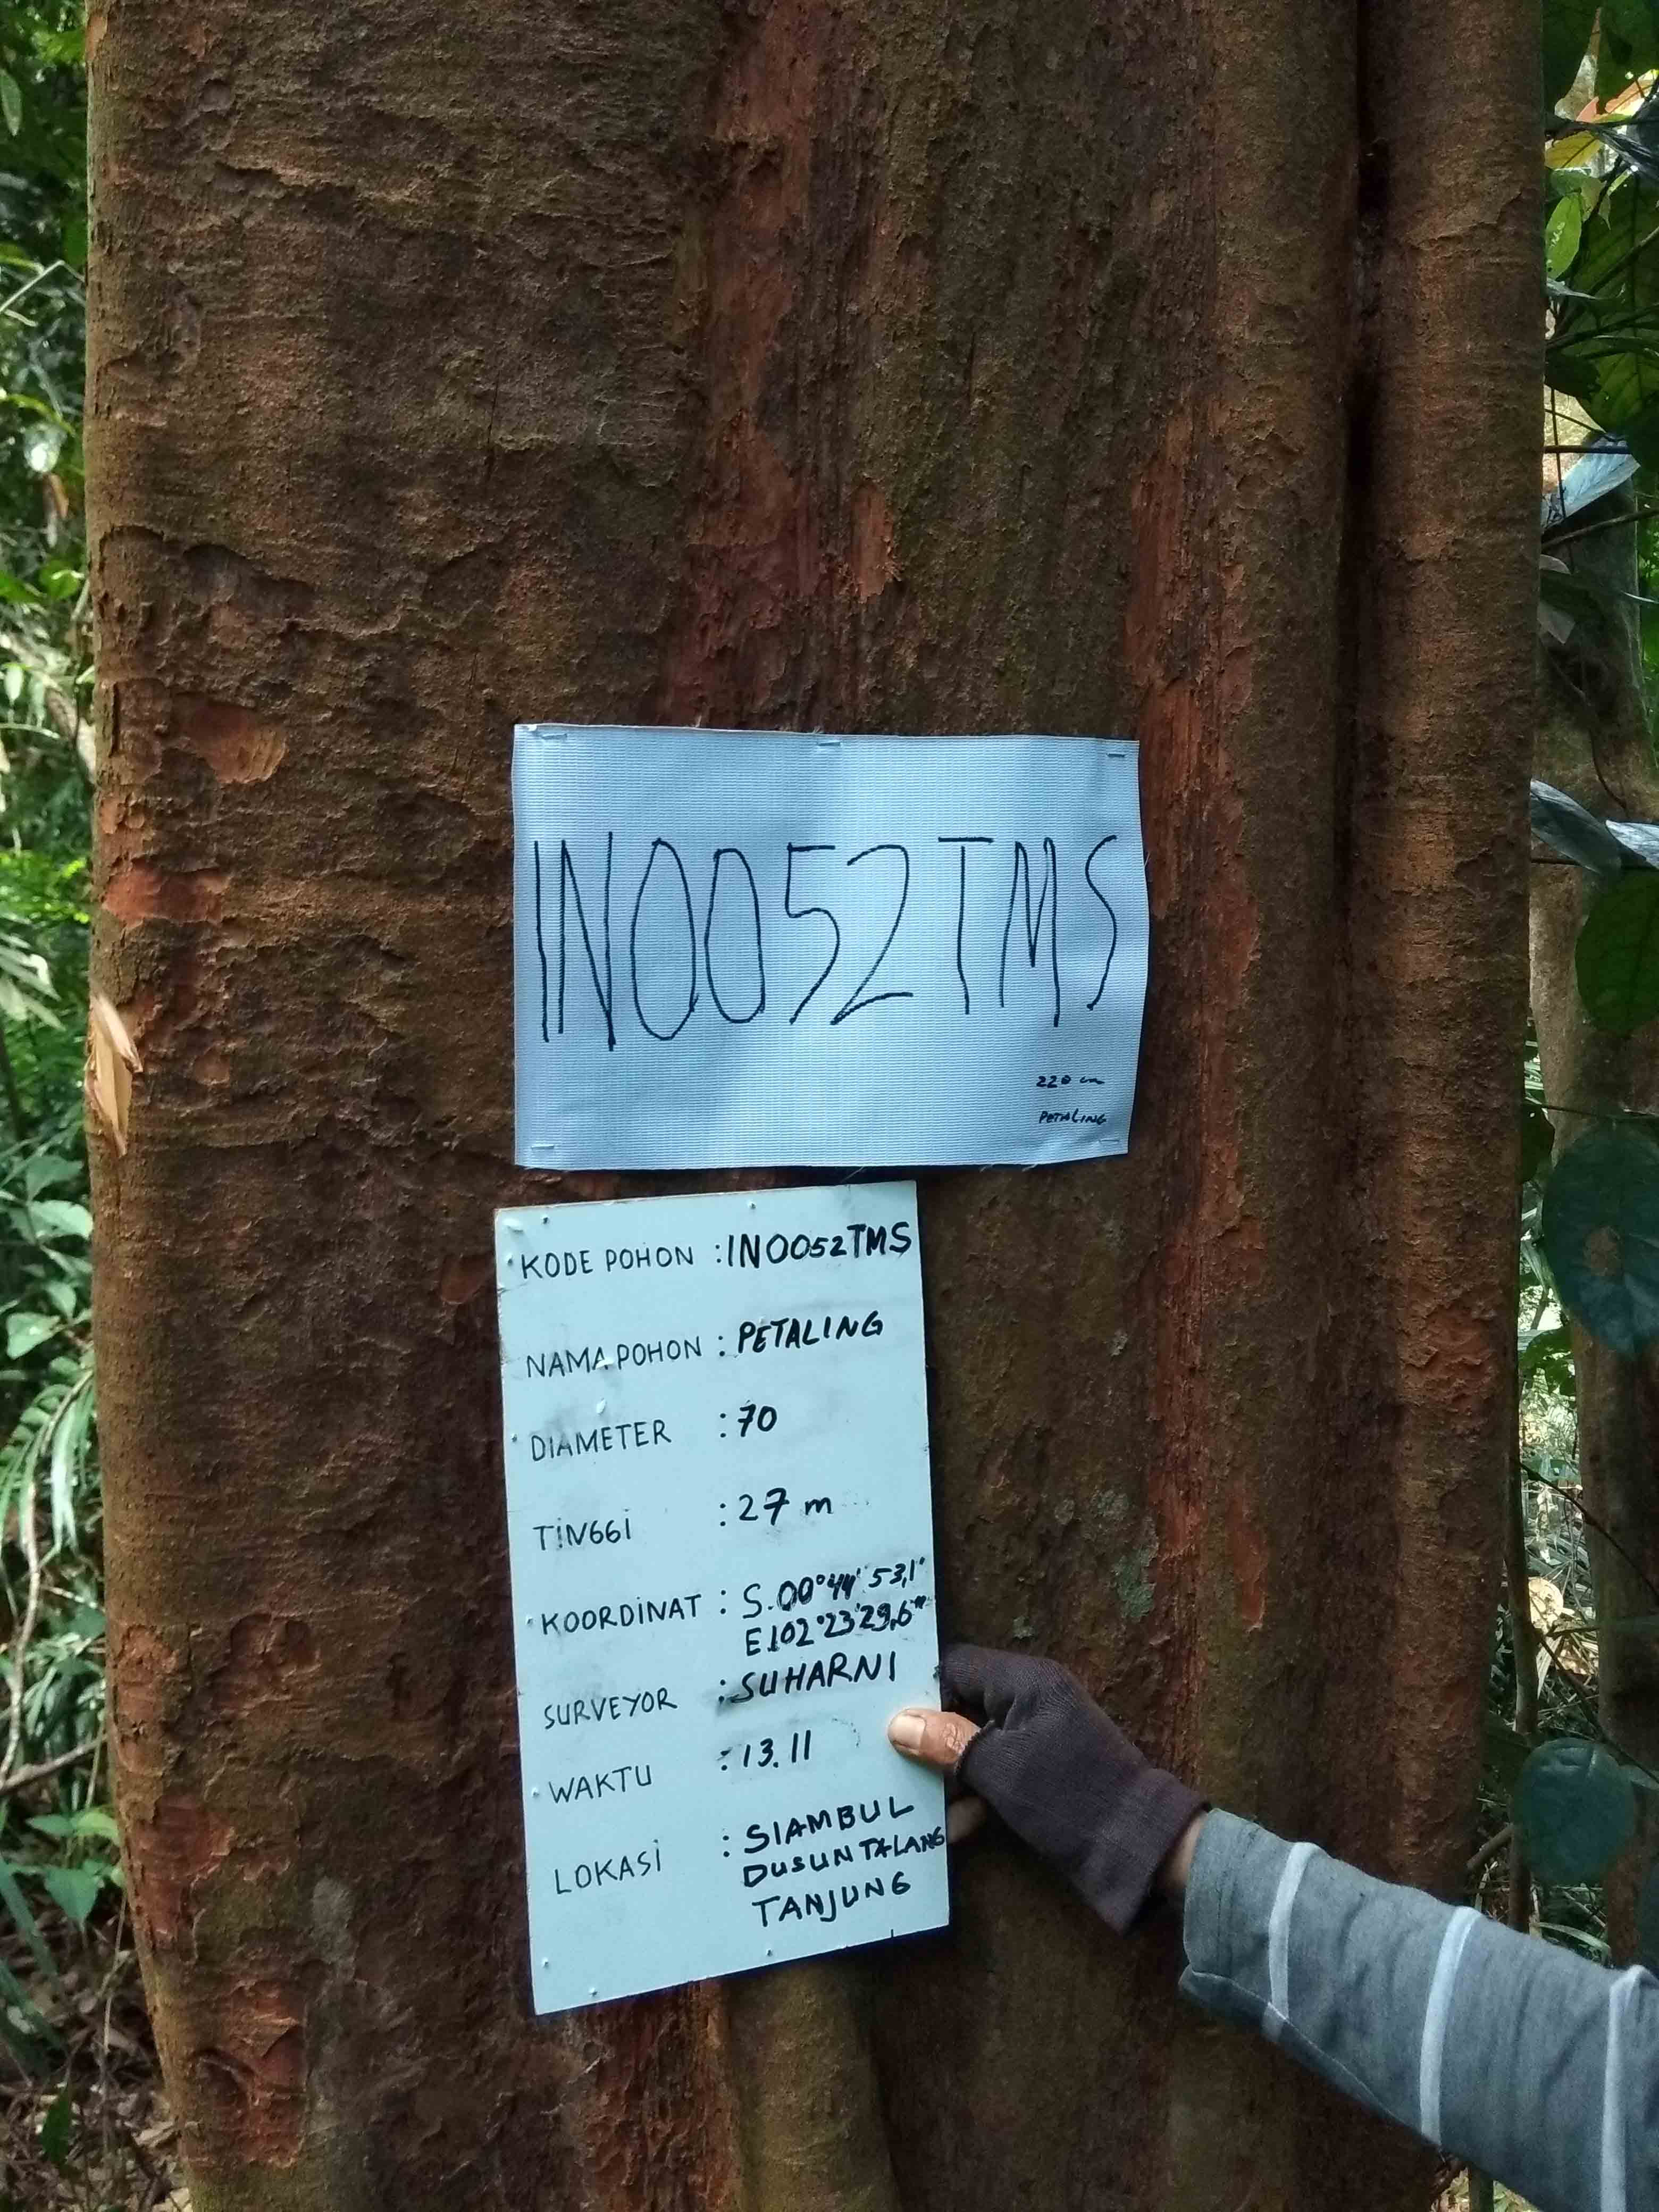 IN0052TMS
220 cm
PETALING
KODE POHON : IN0052TMS
NAMA POHON : PETALING
DIAMETER : 70
TINGGI : 27 m
KOORDINAT : S.00°44' 53,1"
E.102°23'29,6"
SURVEYOR : SUHARNI
WAKTU : 13.11
LOKASI : SIAMBUL
DUSUN TALANG
TANJUNG